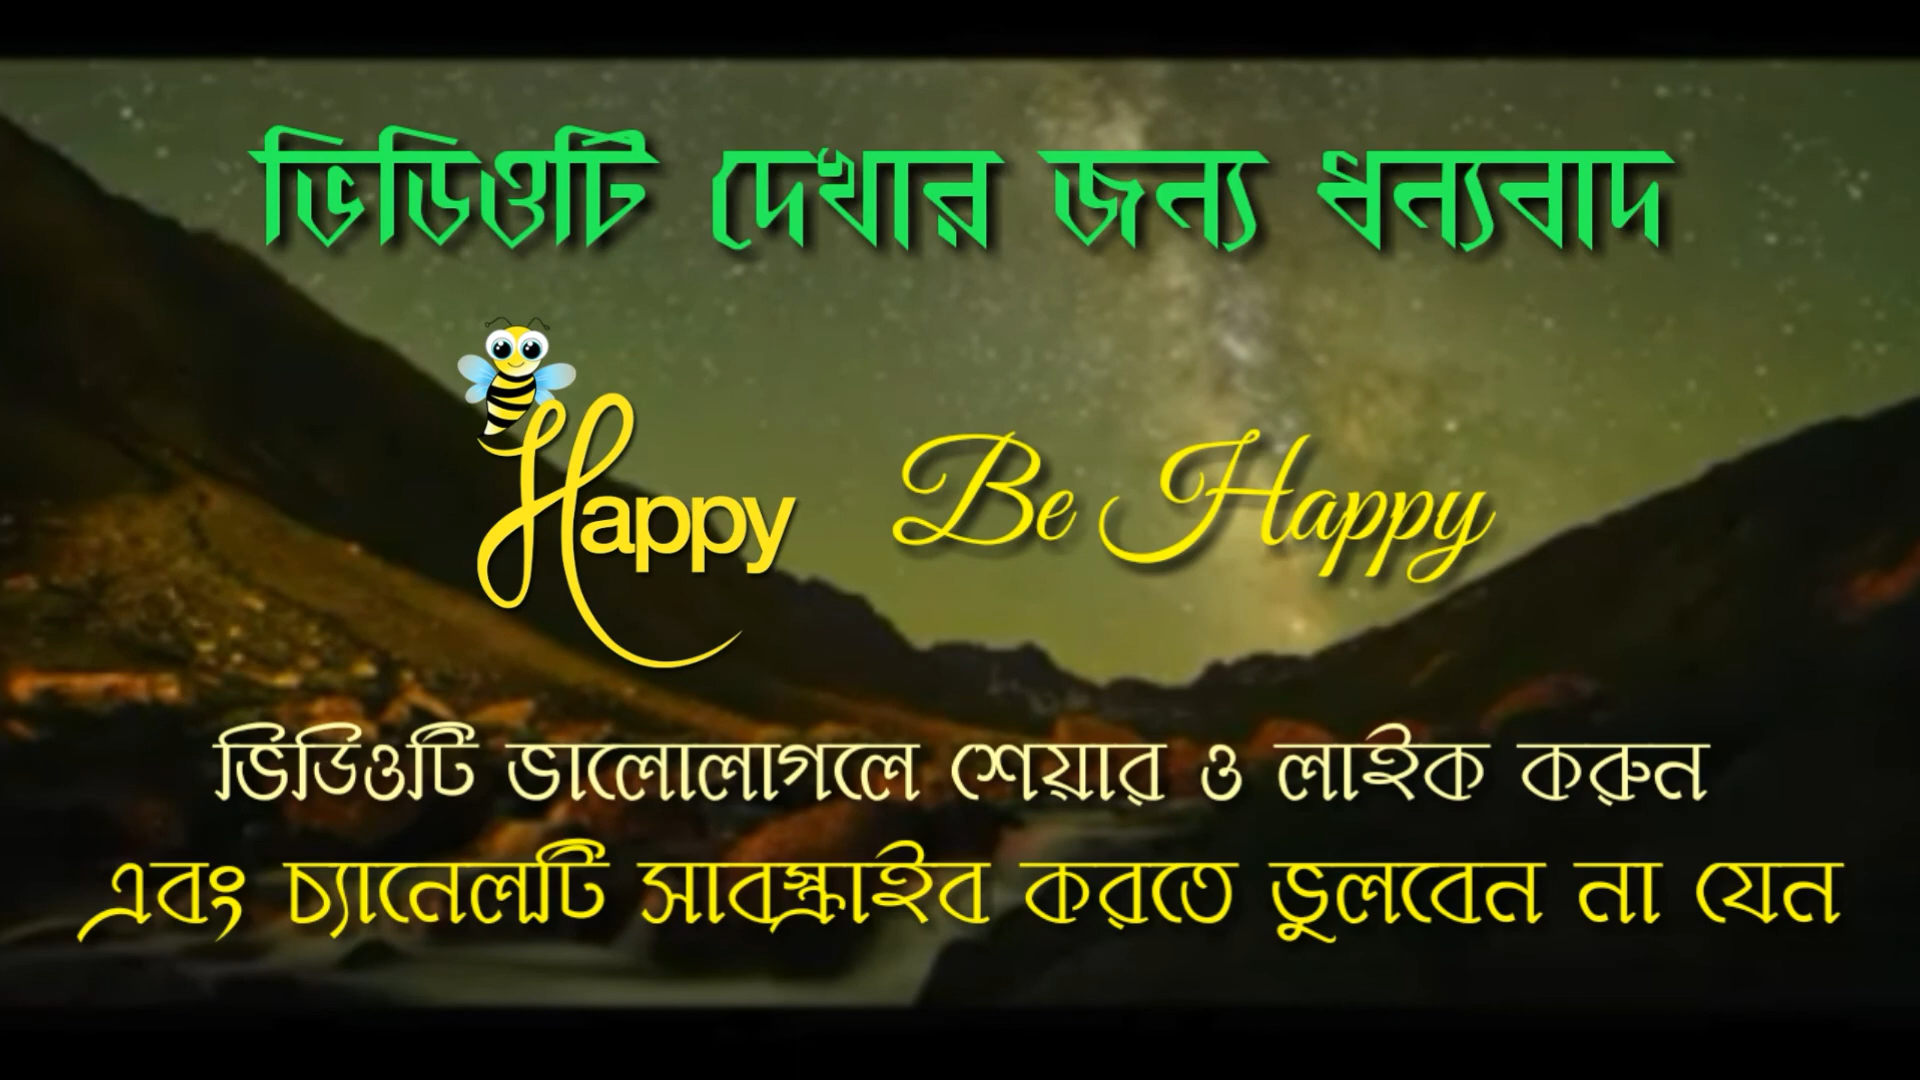 ভিডিওটি দেখার জন্য ধন্যবাদ
Happy Be Happy
ভিডিওটি ভালোলাগলে শেয়ার ও লাইক করুন
এবং চ্যানেলটি সাবস্ক্রাইব করতে ভুলবেন না যেন